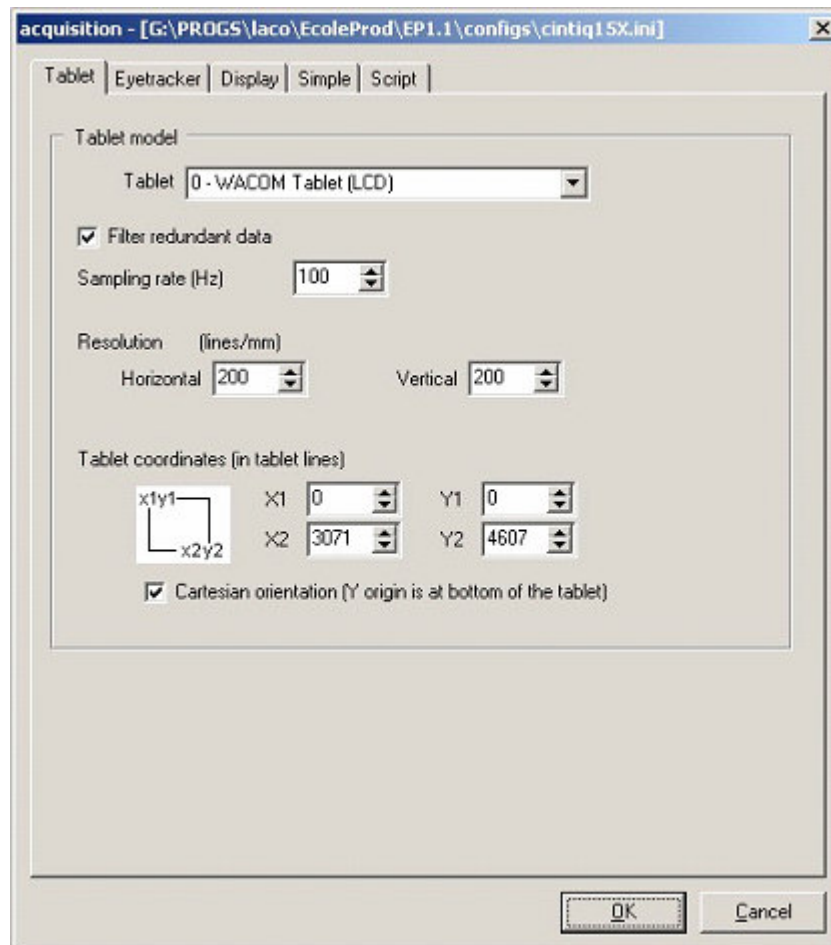 acquisition - [G:\PROGS\laco\EcoleProd\EP1.1\configs\cintiq15X.ini]
Tablet Eyetracker Display Simple Script
Tablet model
Tablet 0 - WACOM Tablet (LCD)
Filter redundant data
Sampling rate (Hz) 100
Resolution (lines/mm)
Horizontal 200 Vertical 200
Tablet coordinates (in tablet lines)
x1y1 X1 0 Y1 0
x2y2 X2 3071 Y2 4607
Cartesian orientation (Y origin is at bottom of the tablet)
OK Cancel